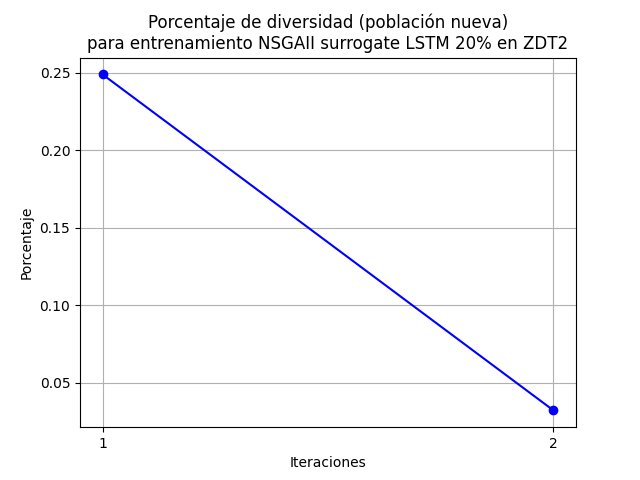 Porcentaje de diversidad (población nueva)
para entrenamiento NSGAII surrogate LSTM 20% en ZDT2
0.25
0.20
0.15
0.10
0.05
Porcentaje
1
2
Iteraciones